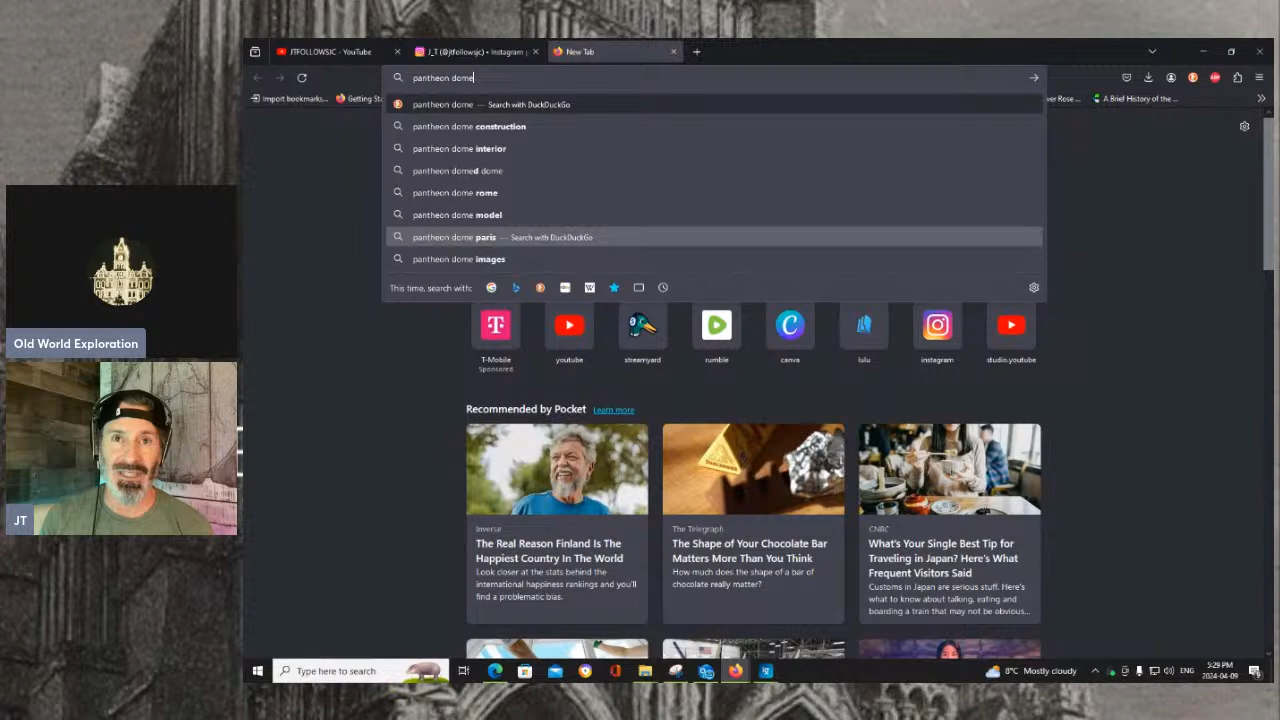 JTFOLLOWSJC - YouTube
J_T (@jtfollowsjc) • Instagram p
New Tab
pantheon dome
Import bookmarks...
Getting Sta
ver Rose ...
A Brief History of the ...
pantheon dome — Search with DuckDuckGo
pantheon dome construction
pantheon dome interior
pantheon domed dome
pantheon dome rome
pantheon dome model
pantheon dome paris — Search with DuckDuckGo
pantheon dome images
This time, search with:
T-Mobile
Sponsored
youtube
streamyard
rumble
canva
lulu
instagram
studio.youtube
Old World Exploration
JT
Recommended by Pocket
Learn more
Inverse
The Real Reason Finland Is The
Happiest Country In The World
Look closer at the stats behind the
international happiness rankings and you'll
find a problematic bias.
The Telegraph
The Shape of Your Chocolate Bar
Matters More Than You Think
How much does the shape of a bar of
chocolate really matter?
CNBC
What's Your Single Best Tip for
Traveling in Japan? Here's What
Frequent Visitors Said
Customs in Japan are serious stuff. Here's
what to know about talking, eating and
boarding a train that may not be obvious...
Type here to search
8°C Mostly cloudy
ENG
5:29 PM
2024-04-09